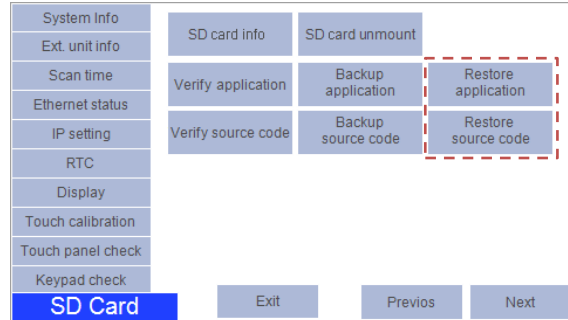 System Info
Ext. unit info
Scan time
Ethernet status
IP setting
RTC
Display
Touch calibration
Touch panel check
Keypad check
SD Card
SD card info
SD card unmount
Verify application
Backup
application
Restore
application
Verify source code
Backup
source code
Restore
source code
Exit
Previos
Next